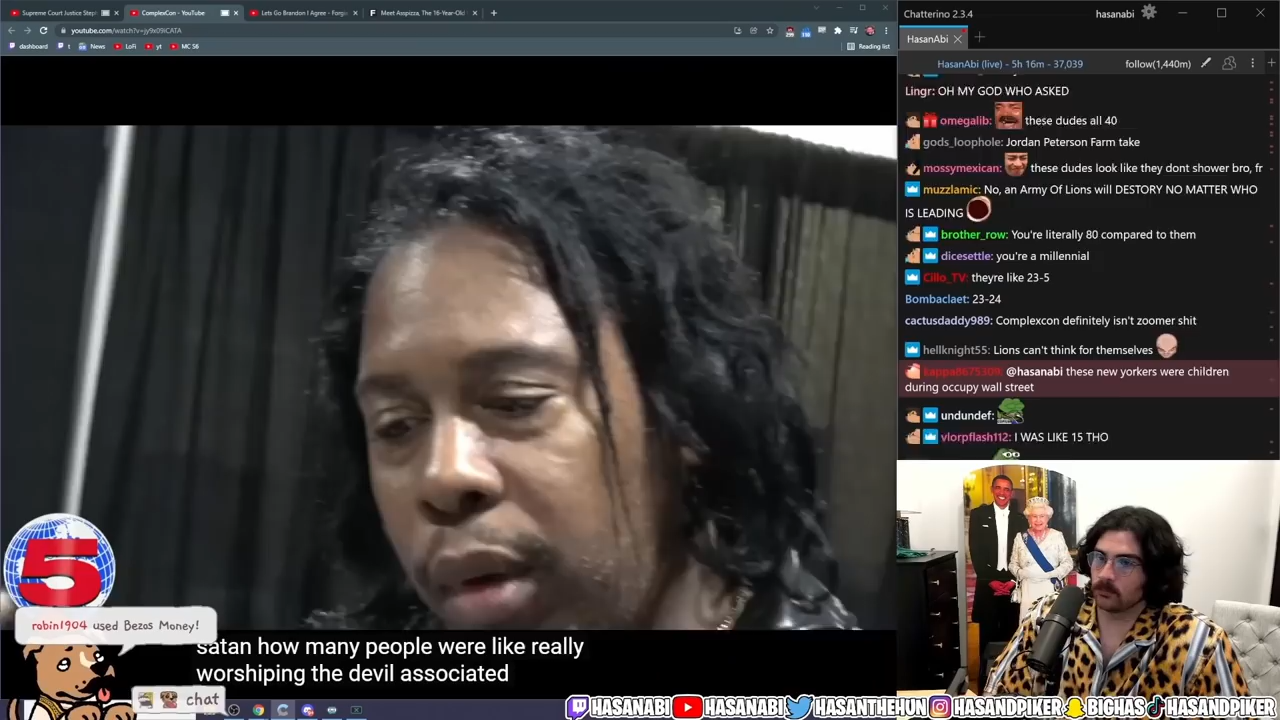 Supreme Court Justice Step
ComplexCon - YouTube
Lets Go Brandon I Agree - Forgi
Meet Asspizza, The 16-Year-Old
youtube.com/watch?v=jy9x09lCATA
dashboard
t
News
LoFi
yt
MC S6
Reading list
Chatterino 2.3.4
hasanabi
HasanAbi
HasanAbi (live) - 5h 16m - 37,039
follow(1,440m)
Lingr: OH MY GOD WHO ASKED
omegalib: these dudes all 40
gods_loophole: Jordan Peterson Farm take
mossymexican: these dudes look like they dont shower bro, fr
muzzlamic: No, an Army Of Lions will DESTORY NO MATTER WHO
IS LEADING
brother_row: You're literally 80 compared to them
dicesettle: you're a millennial
Cillo_TV: theyre like 23-5
Bombaclaet: 23-24
cactusdaddy989: Complexcon definitely isn't zoomer shit
hellknight55: Lions can't think for themselves
kappa8675309: @hasanabi these new yorkers were children
during occupy wall street
undundef:
vlorpflash112: I WAS LIKE 15 THO
5
robin1904 used Bezos Money!
satan how many people were like really
worshiping the devil associated
chat
HASANABI HASANABI HASANTHEHUN HASANDPIKER BIGHAS HASANDPIKER